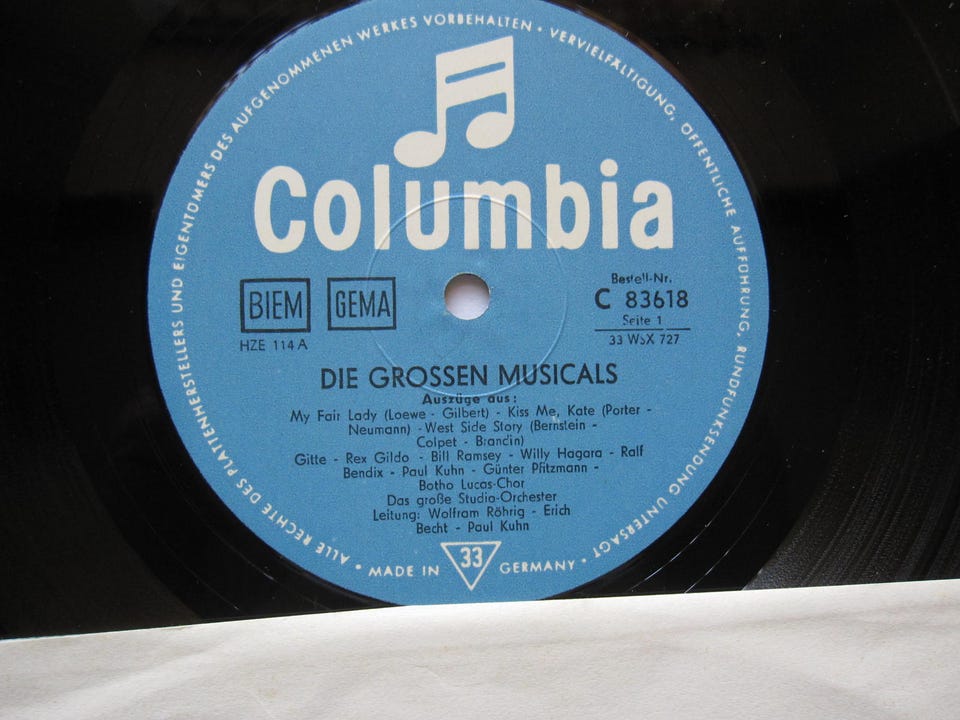 ALLE RECHTE DES PLATTENHERSTELLERS UND EIGENTÜMERS DES AUFGENOMMENEN WERKES VORBEHALTEN • VERVIELFÄLTIGUNG, ÖFFENTLICHE AUFFÜHRUNG, RUNDFUNKSENDUNG UNTERSAGT •
Columbia
BIEM GEMA
HZE 114 A
Bestell-Nr.
C 83618
Seite 1
33 WSX 727
DIE GROSSEN MUSICALS
Auszüge aus:
My Fair Lady (Loewe - Gilbert) - Kiss Me, Kate (Porter -
Neumann) - West Side Story (Bernstein -
Colpet - Brandin)
Gitte - Rex Gildo - Bill Ramsey - Willy Hagara - Ralf
Bendix - Paul Kuhn - Günter Pfitzmann -
Botho Lucas-Chor
Das große Studio-Orchester
Leitung: Wolfram Röhrig - Erich
Becht - Paul Kuhn
• MADE IN 33 GERMANY •